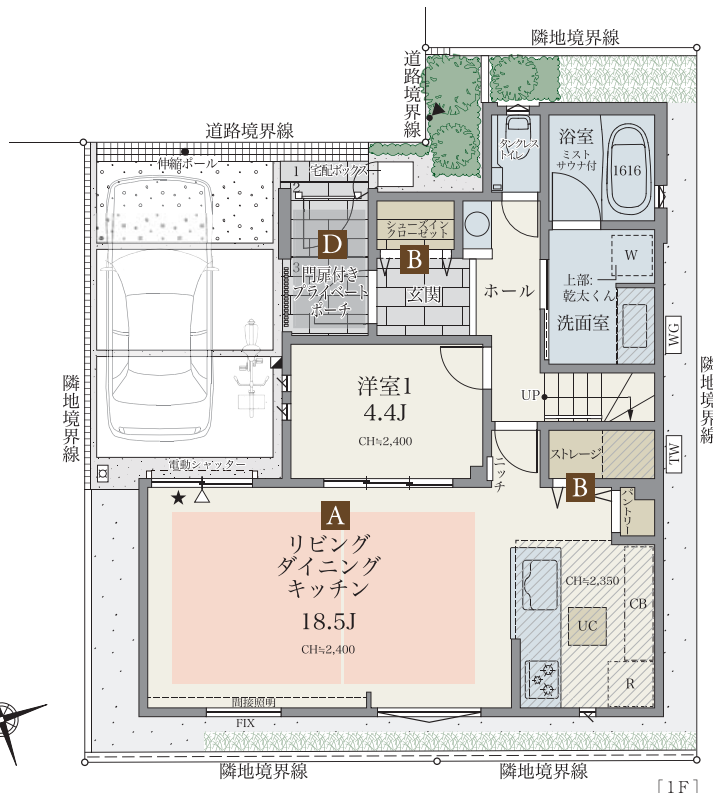 隣地境界線
道路境界線
道路境界線
伸縮ポール
1
宅配ボックス
2
3
D
門扉付き
プライベート
ポーチ
シューズイン
クローゼット
B
玄関
タンクレス
トイレ
浴室
ミスト
サウナ付
1616
W
上部:
乾太くん
洗面室
WG
ホール
UP
洋室1
4.4J
CH≒2,400
隣地境界線
隣地境界線
ニッチ
ストレージ
TW
B
パントリー
電動シャッター
★
A
リビング
ダイニング
キッチン
18.5J
CH≒2,400
CH≒2,350
CB
UC
R
間接照明
FIX
隣地境界線
隣地境界線
[1F]